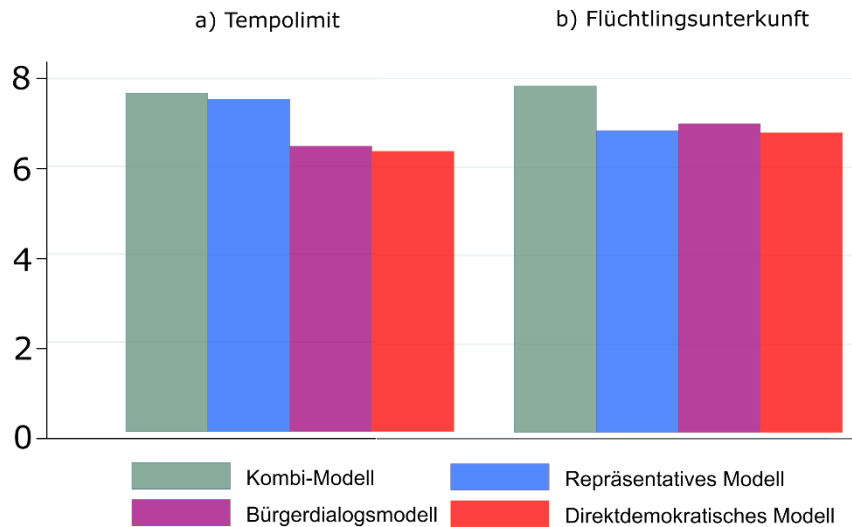 a) Tempolimit
b) Flüchtlingsunterkunft
8
6
4
2
0
Kombi-Modell
Repräsentatives Modell
Bürgerdialogsmodell
Direktdemokratisches Modell